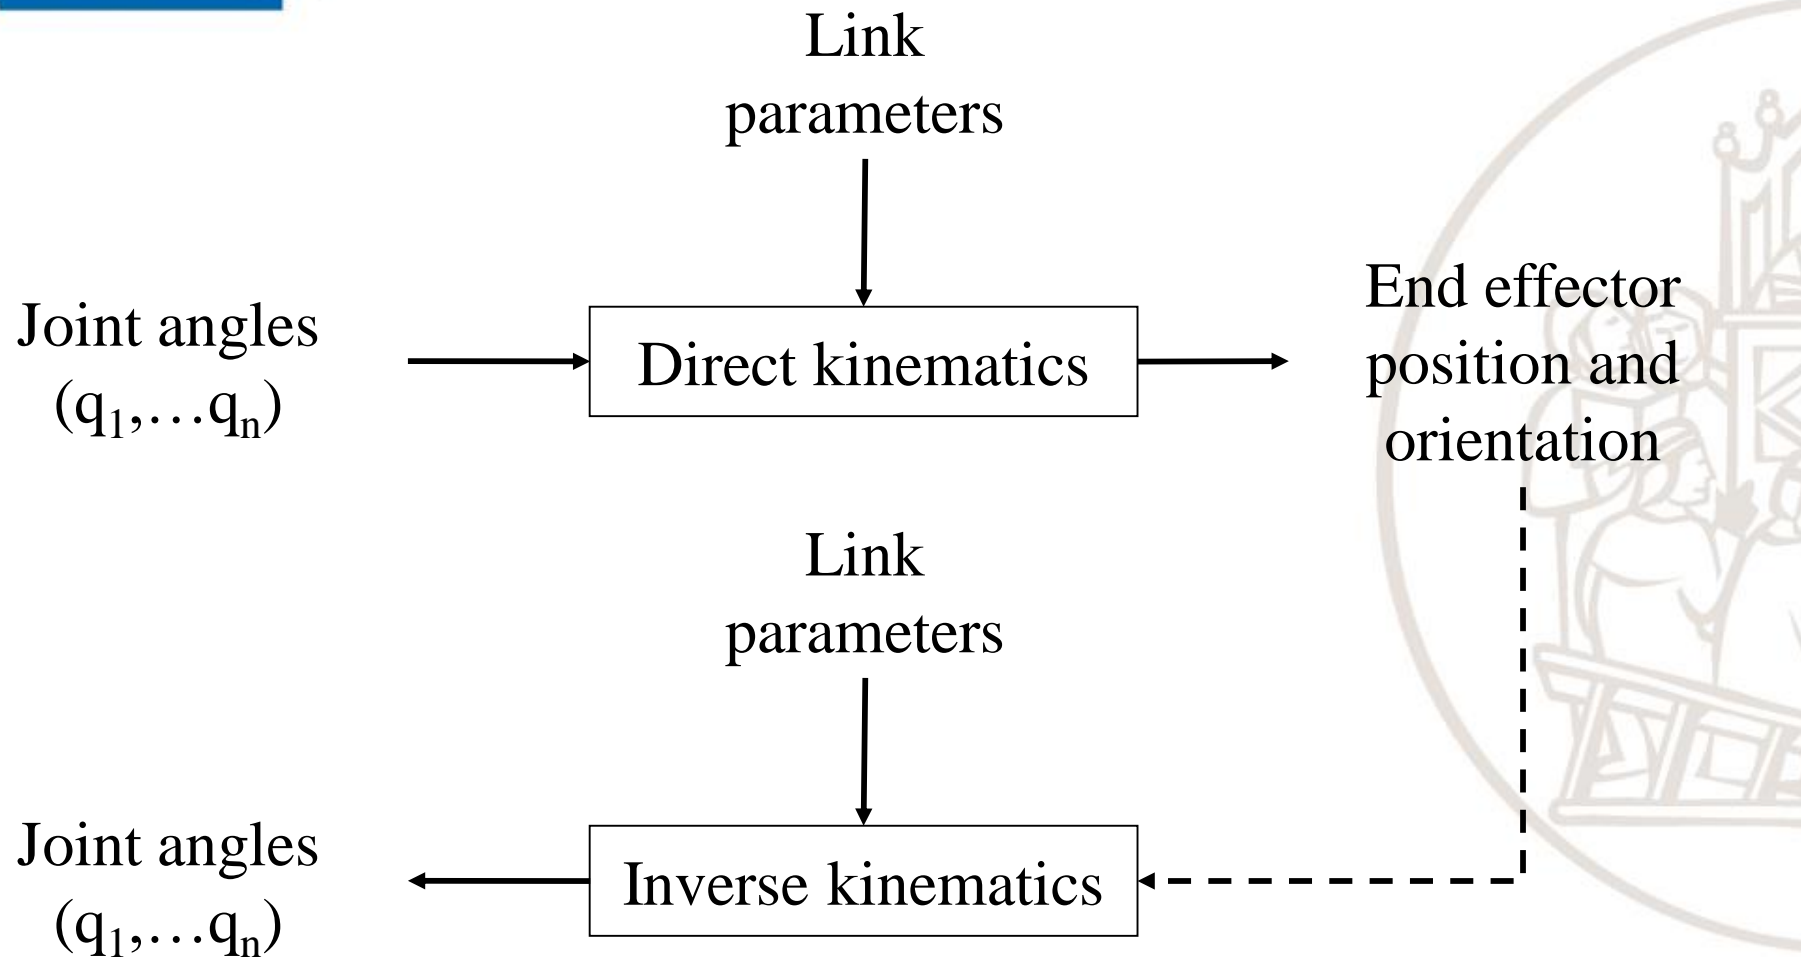 Link
parameters
Joint angles
(q₁,…qₙ)
Direct kinematics
End effector
position and
orientation
Link
parameters
Joint angles
(q₁,…qₙ)
Inverse kinematics